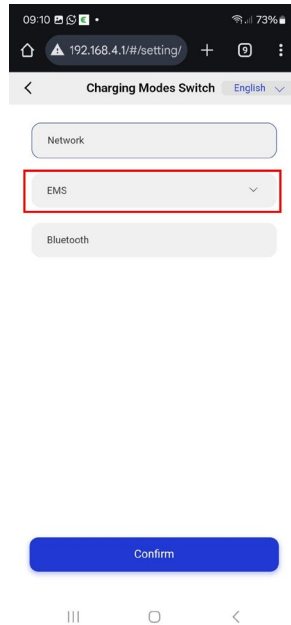 09:10 73%
192.168.4.1/#/setting/ 9
Charging Modes Switch English
Network
EMS
Bluetooth
Confirm